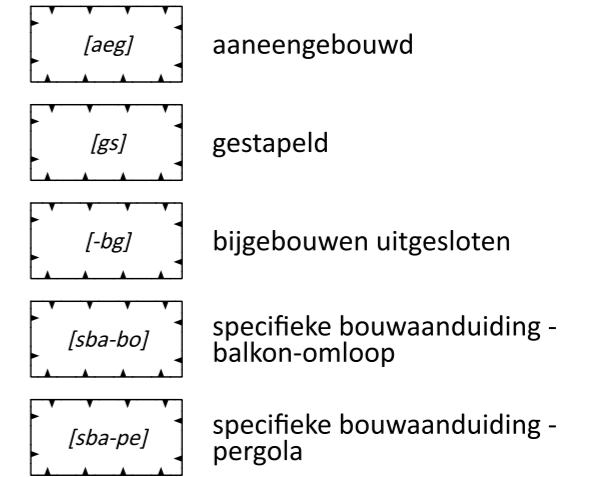 [aeg] aaneengebouwd
[gs] gestapeld
[-bg] bijgebouwen uitgesloten
[sba-bo] specifieke bouwaanduiding -
balkon-omloop
[sba-pe] specifieke bouwaanduiding -
pergola